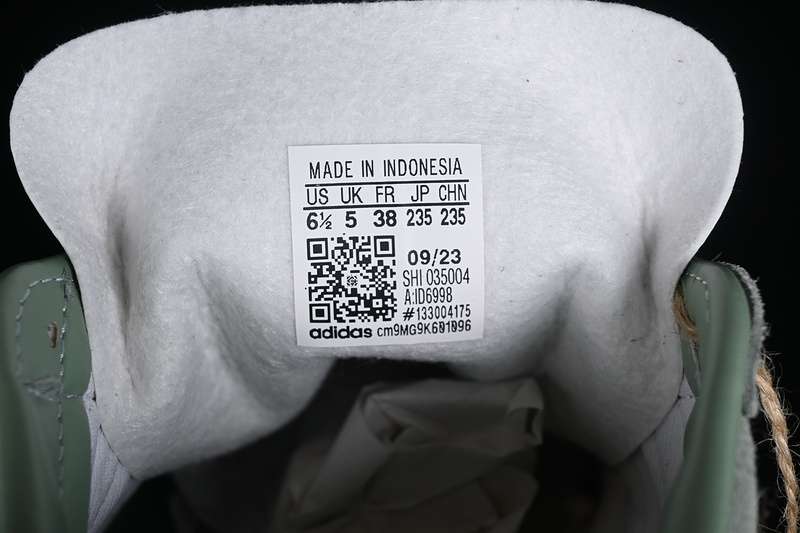 MADE IN INDONESIA
US UK FR JP CHN
6½ 5 38 235 235
09/23
SHI 035004
A:ID6998
#133004175
adidas cm9MG9K601096